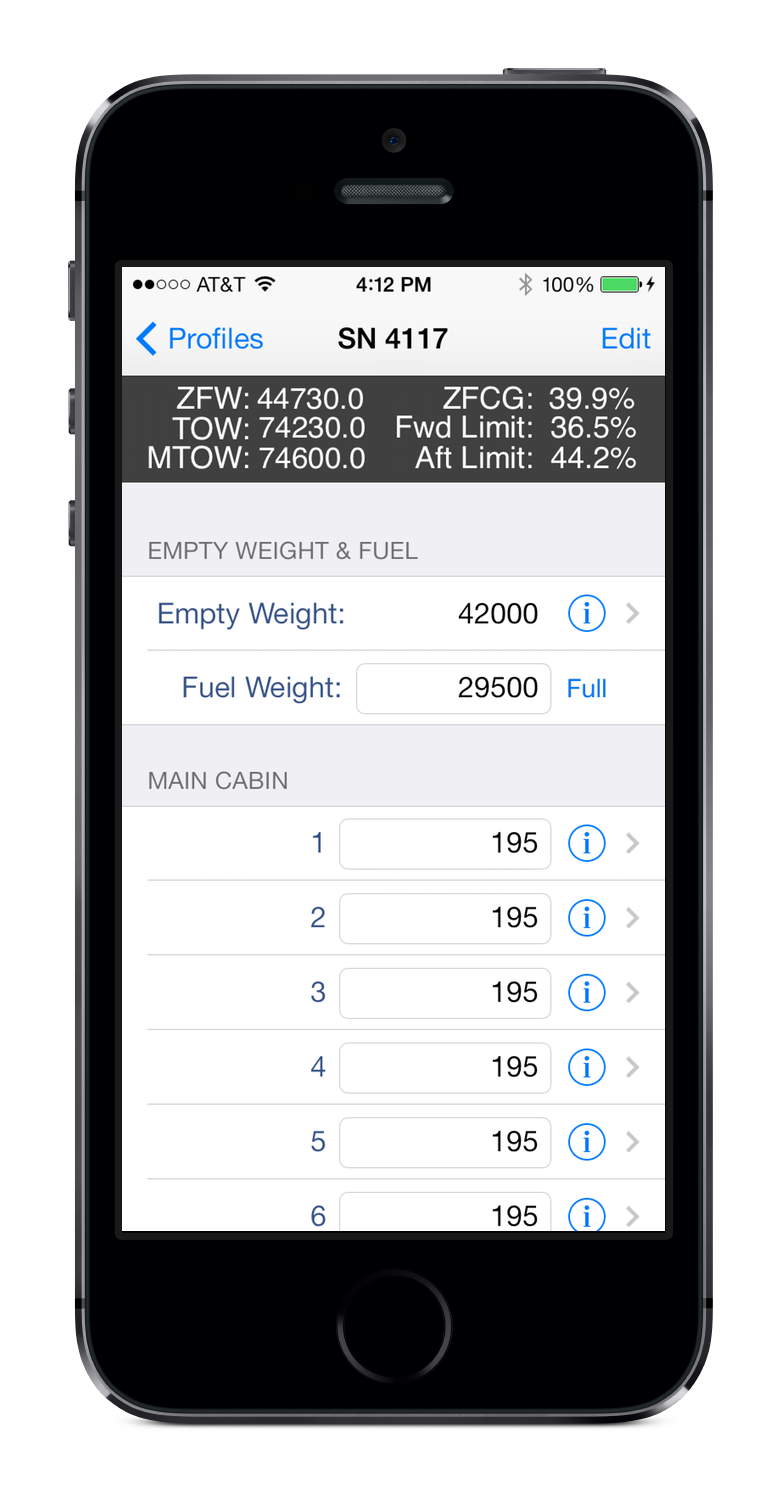 AT&T 4:12 PM 100%
Profiles SN 4117 Edit
ZFW: 44730.0 ZFCG: 39.9%
TOW: 74230.0 Fwd Limit: 36.5%
MTOW: 74600.0 Aft Limit: 44.2%
EMPTY WEIGHT & FUEL
Empty Weight: 42000 i
Fuel Weight: 29500 Full
MAIN CABIN
1 195 i
2 195 i
3 195 i
4 195 i
5 195 i
6 195 i